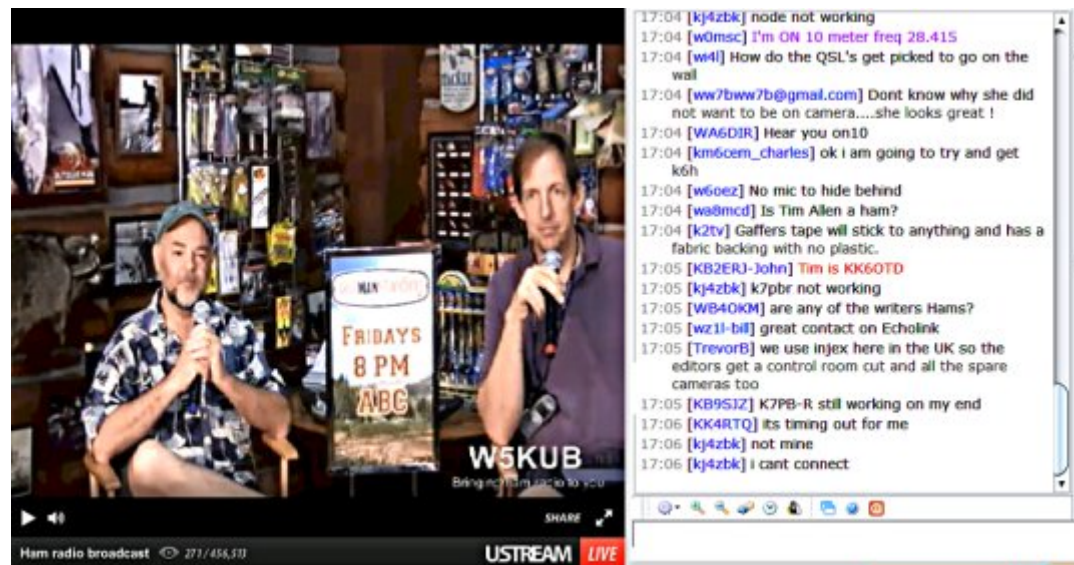 HAM
FRIDAYS
8 PM
ABC
W5KUB
Bringing ham radio to you
SHARE
Ham radio broadcast
USTREAM
LIVE
17:04 [kj4zbk] node not working
17:04 [w0msc] I'm ON 10 meter freq 28.415
17:04 [wi4l] How do the QSL's get picked to go on the
wall
17:04 [ww7bww7b@gmail.com] Dont know why she did
not want to be on camera....she looks great !
17:04 [WA6DIR] Hear you on10
17:04 [km6cem_charles] ok i am going to try and get
k6h
17:04 [w6oez] No mic to hide behind
17:04 [wa8mcd] Is Tim Allen a ham?
17:04 [k2tv] Gaffers tape will stick to anything and has a
fabric backing with no plastic.
17:05 [KB2ERJ-John] Tim is KK6OTD
17:05 [kj4zbk] k7pbr not working
17:05 [WB4OKM] are any of the writers Hams?
17:05 [wz1l-bill] great contact on Echolink
17:05 [TrevorB] we use injex here in the UK so the
editors get a control room cut and all the spare
cameras too
17:05 [KB9SJZ] K7PB-R still working on my end
17:06 [KK4RTQ] its timing out for me
17:06 [kj4zbk] not mine
17:06 [kj4zbk] i cant connect